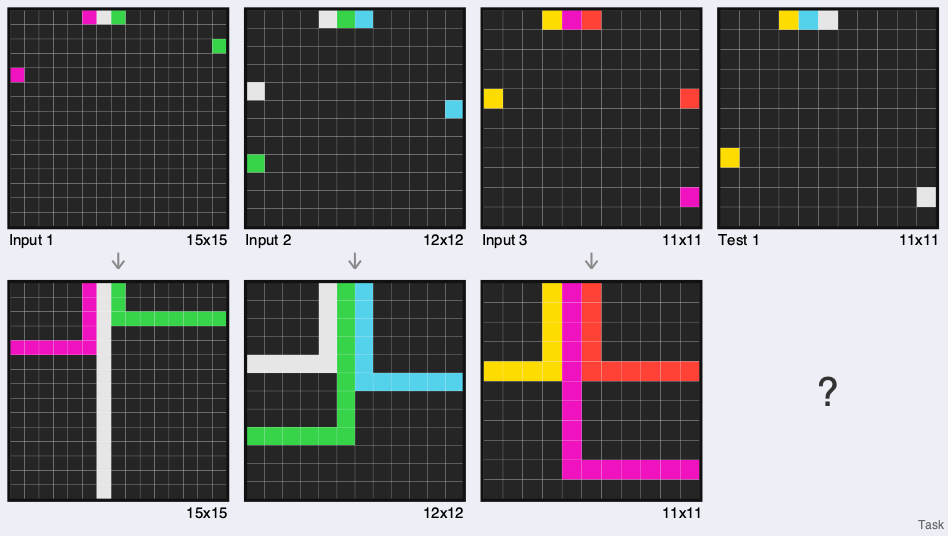 Input 1 15x15
Input 2 12x12
Input 3 11x11
Test 1 11x11
15x15
12x12
11x11
?
Task